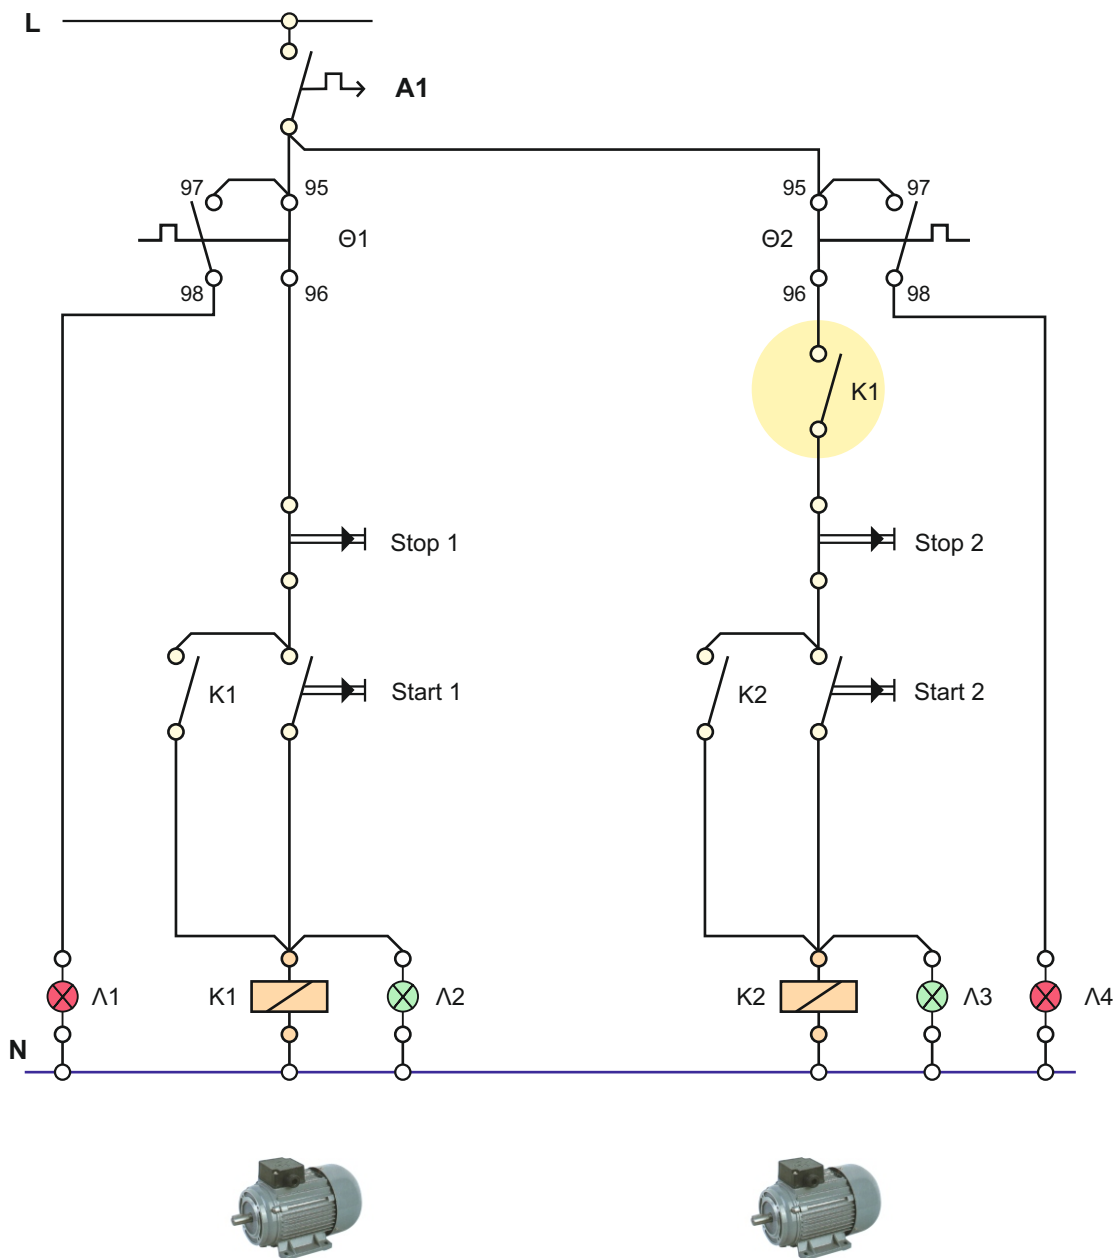 L
A1
97 95
95 97
Θ1
Θ2
98 96
96 98
K1
Stop 1
Stop 2
K1 Start 1
K2 Start 2
Λ1 K1 Λ2
K2 Λ3 Λ4
N